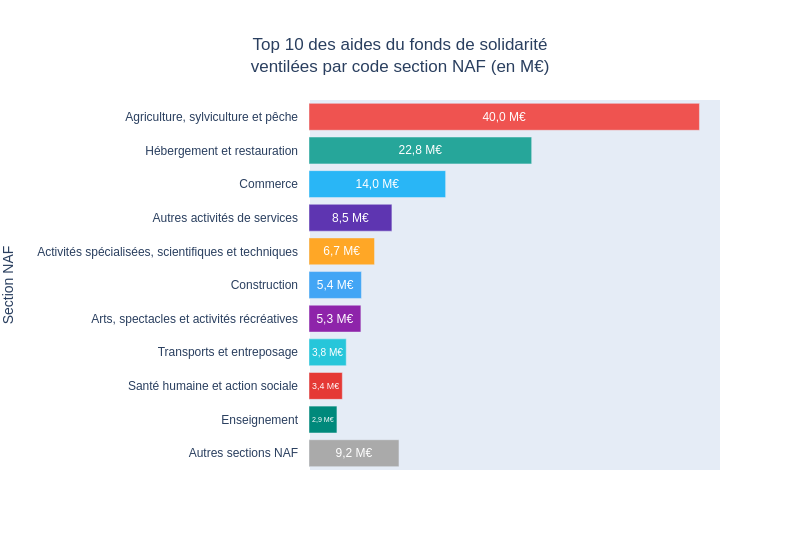 Top 10 des aides du fonds de solidarité
ventilées par code section NAF (en M€)
Section NAF
Agriculture, sylviculture et pêche 40,0 M€
Hébergement et restauration 22,8 M€
Commerce 14,0 M€
Autres activités de services 8,5 M€
Activités spécialisées, scientifiques et techniques 6,7 M€
Construction 5,4 M€
Arts, spectacles et activités récréatives 5,3 M€
Transports et entreposage 3,8 M€
Santé humaine et action sociale 3,4 M€
Enseignement 2,9 M€
Autres sections NAF 9,2 M€